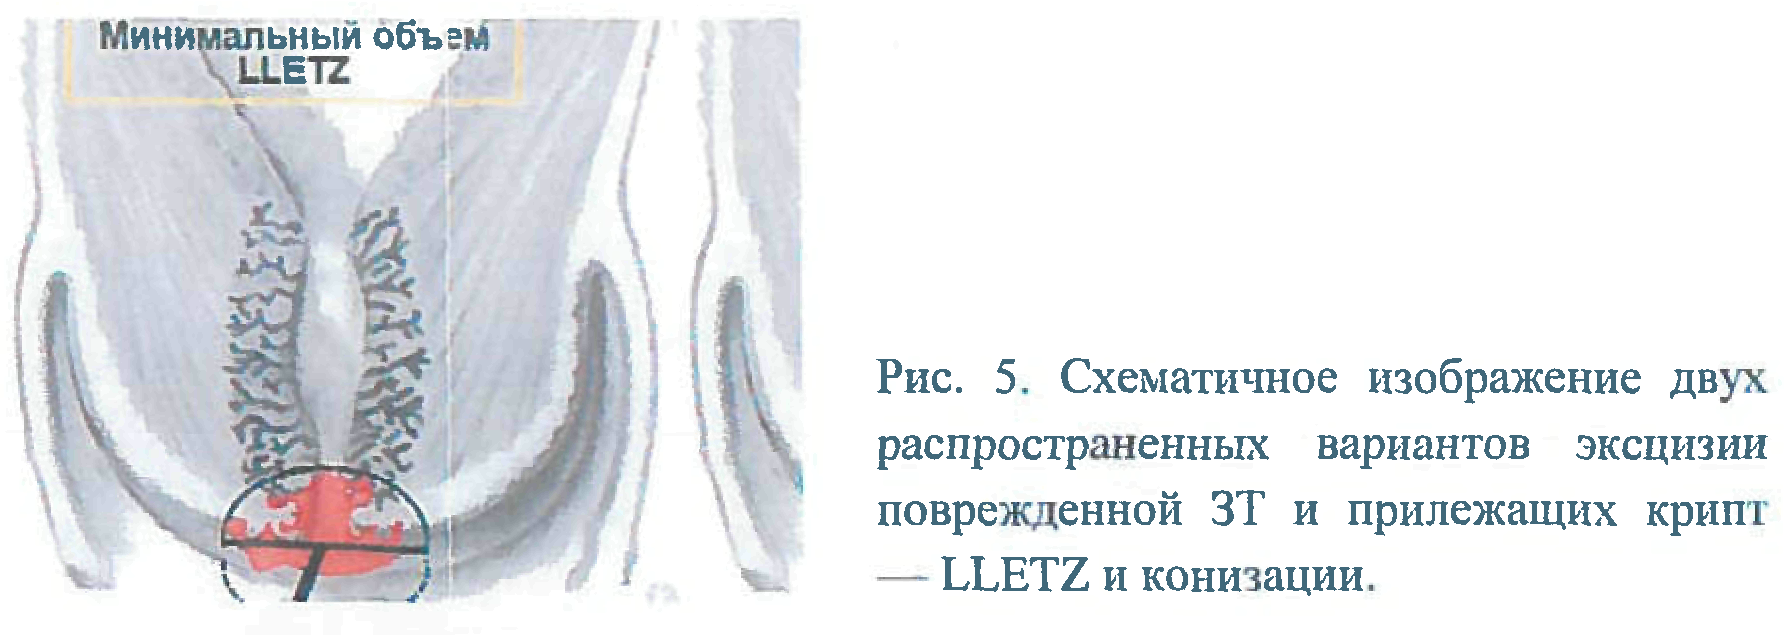 Минимальный объем
LLETZ
Рис. 5. Схематичное изображение двух
распространенных вариантов эксцизии
поврежденной ЗТ и прилежащих крипт
— LLETZ и конизации.